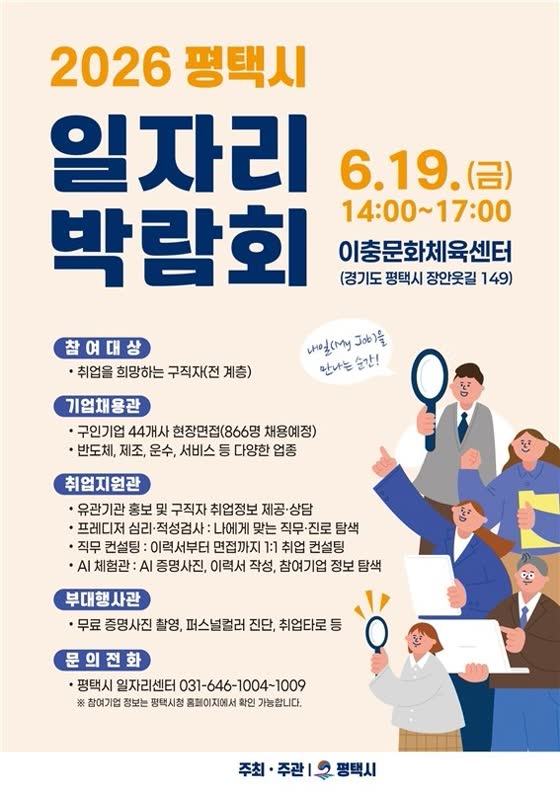 2026 평택시
일자리
박람회
6.19.(금)
14:00~17:00
이충문화체육센터
(경기도 평택시 장안웃길 149)
내일(My Job)을
만나는 순간!
참여대상
• 취업을 희망하는 구직자(전 계층)
기업채용관
• 구인기업 44개사 현장면접(866명 채용예정)
• 반도체, 제조, 운수, 서비스 등 다양한 업종
취업지원관
• 유관기관 홍보 및 구직자 취업정보 제공·상담
• 프레디저 심리·적성검사 : 나에게 맞는 직무·진로 탐색
• 직무 컨설팅 : 이력서부터 면접까지 1:1 취업 컨설팅
• AI 체험관 : AI 증명사진, 이력서 작성, 참여기업 정보 탐색
부대행사관
• 무료 증명사진 촬영, 퍼스널컬러 진단, 취업타로 등
문의전화
• 평택시 일자리센터 031-646-1004~1009
※ 참여기업 정보는 평택시청 홈페이지에서 확인 가능합니다.
주최·주관 | 평택시